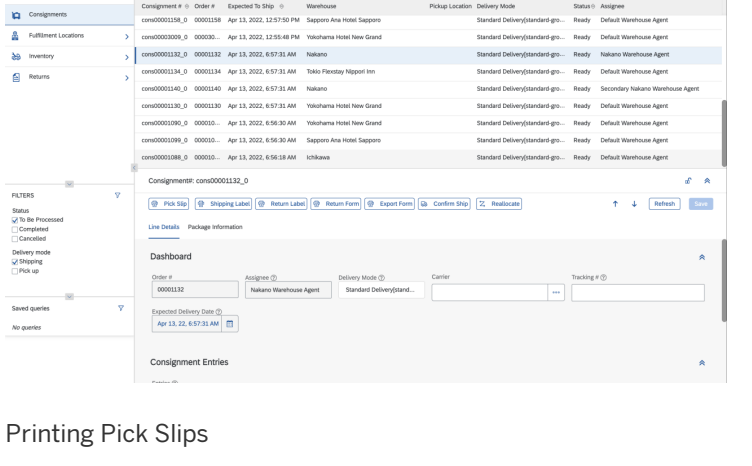 Consignments
Fulfillment Locations
Inventory
Returns
Consignment # Order # Expected To Ship Warehouse Pickup Location Delivery Mode Status Assignee
cons00001158_0 00001158 Apr 13, 2022, 12:57:50 PM Sapporo Ana Hotel Sapporo Standard Delivery[standard-gro... Ready Default Warehouse Agent
cons00003009_0 000030... Apr 13, 2022, 12:55:48 PM Yokohama Hotel New Grand Standard Delivery[standard-gro... Ready Default Warehouse Agent
cons00001132_0 00001132 Apr 13, 2022, 6:57:31 AM Nakano Standard Delivery[standard-gro... Ready Nakano Warehouse Agent
cons00001134_0 00001134 Apr 13, 2022, 6:57:31 AM Tokio Flexstay Nippori Inn Standard Delivery[standard-gro... Ready Default Warehouse Agent
cons00001140_0 00001140 Apr 13, 2022, 6:57:31 AM Nakano Standard Delivery[standard-gro... Ready Secondary Nakano Warehouse Agent
cons00001130_0 00001130 Apr 13, 2022, 6:57:31 AM Yokohama Hotel New Grand Standard Delivery[standard-gro... Ready Default Warehouse Agent
cons00001090_0 000010... Apr 13, 2022, 6:56:30 AM Yokohama Hotel New Grand Standard Delivery[standard-gro... Ready Default Warehouse Agent
cons00001099_0 000010... Apr 13, 2022, 6:56:30 AM Sapporo Ana Hotel Sapporo Standard Delivery[standard-gro... Ready Default Warehouse Agent
cons00001088_0 000010... Apr 13, 2022, 6:56:18 AM Ichikawa Standard Delivery[standard-gro... Ready Default Warehouse Agent
FILTERS
Status
To Be Processed
Completed
Cancelled
Delivery mode
Shipping
Pick up
Saved queries
No queries
Consignment#: cons00001132_0
Pick Slip Shipping Label Return Label Return Form Export Form Confirm Ship Reallocate Refresh Save
Line Details Package Information
Dashboard
Order # Assignee Delivery Mode Carrier Tracking #
00001132 Nakano Warehouse Agent Standard Delivery[stand...
Expected Delivery Date
Apr 13, 22, 6:57:31 AM
Consignment Entries
Entries
Printing Pick Slips